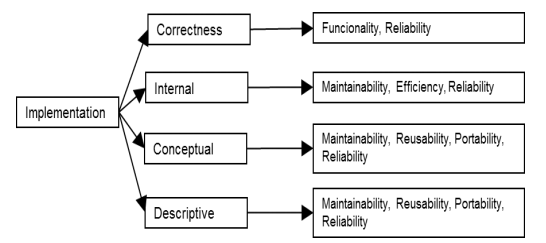 Correctness
Funcionality, Reliability
Internal
Maintainability, Efficiency, Reliability
Implementation
Conceptual
Maintainability, Reusability, Portability,
Reliability
Descriptive
Maintainability, Reusability, Portability,
Reliability